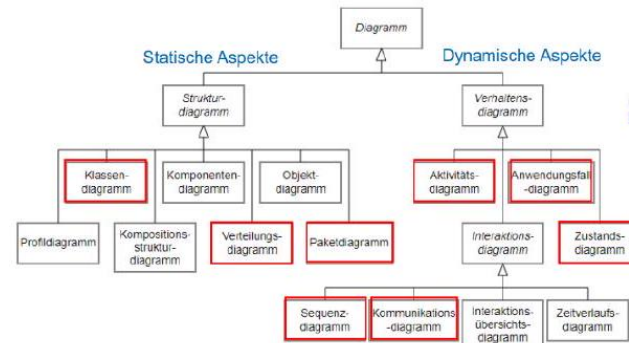 Diagramm
Statische Aspekte
Dynamische Aspekte
Struktur-
diagramm
Verhaltens-
diagramm
Klassen-
diagramm
Komponenten-
diagramm
Objekt-
diagramm
Aktivitäts-
diagramm
Anwendungsfall
-diagramm
Profildiagramm
Kompositions-
struktur-
diagramm
Verteilungs-
diagramm
Paketdiagramm
Interaktions-
diagramm
Zustands-
diagramm
Sequenz-
diagramm
Kommunikations
-diagramm
Interaktions-
übersichts-
diagramm
Zeitverlaufs-
diagramm